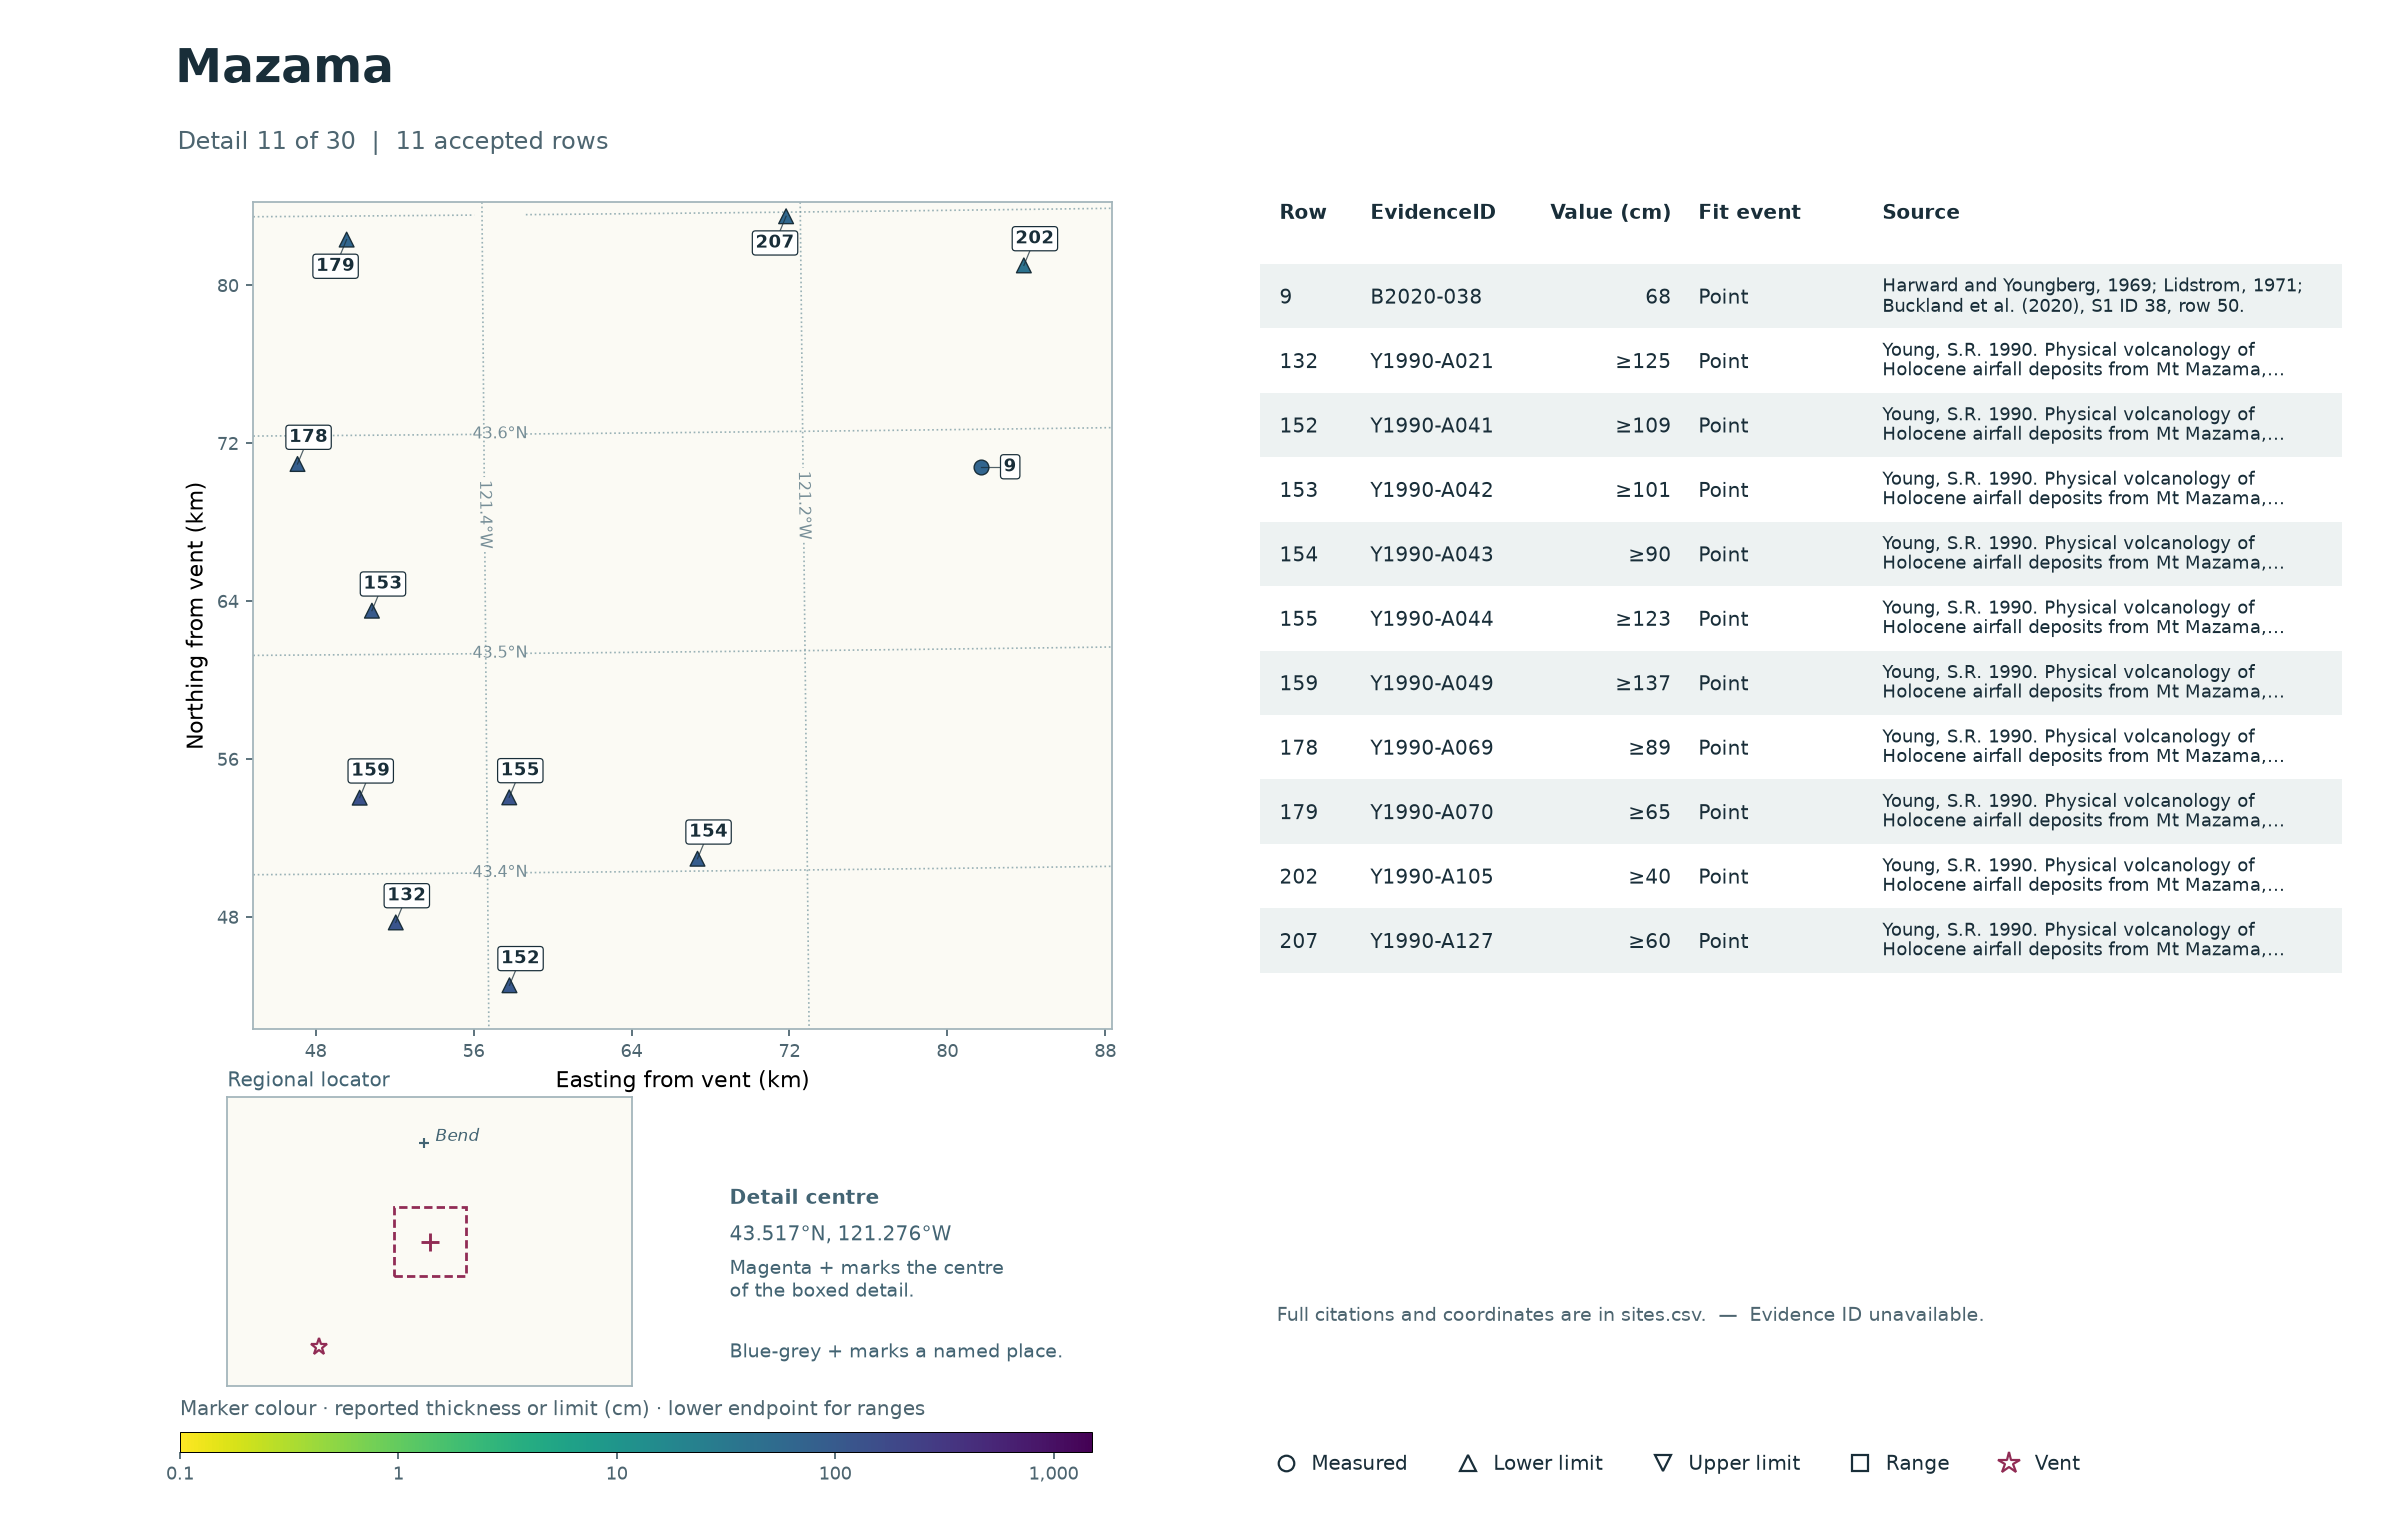 Mazama
Detail 11 of 30  |  11 accepted rows
Northing from vent (km)
80
72
64
56
48
179
207
202
178
9
153
159
155
154
132
152
43.6°N
43.5°N
43.4°N
121.4°W
121.2°W
48
56
64
72
80
88
Easting from vent (km)
Regional locator
Bend
Detail centre
43.517°N, 121.276°W
Magenta + marks the centre
of the boxed detail.
Blue-grey + marks a named place.
Marker colour · reported thickness or limit (cm) · lower endpoint for ranges
0.1
1
10
100
1,000
Row EvidenceID Value (cm) Fit event Source
9 B2020-038 68 Point Harward and Youngberg, 1969; Lidstrom, 1971;
Buckland et al. (2020), S1 ID 38, row 50.
132 Y1990-A021 ≥125 Point Young, S.R. 1990. Physical volcanology of
Holocene airfall deposits from Mt Mazama,…
152 Y1990-A041 ≥109 Point Young, S.R. 1990. Physical volcanology of
Holocene airfall deposits from Mt Mazama,…
153 Y1990-A042 ≥101 Point Young, S.R. 1990. Physical volcanology of
Holocene airfall deposits from Mt Mazama,…
154 Y1990-A043 ≥90 Point Young, S.R. 1990. Physical volcanology of
Holocene airfall deposits from Mt Mazama,…
155 Y1990-A044 ≥123 Point Young, S.R. 1990. Physical volcanology of
Holocene airfall deposits from Mt Mazama,…
159 Y1990-A049 ≥137 Point Young, S.R. 1990. Physical volcanology of
Holocene airfall deposits from Mt Mazama,…
178 Y1990-A069 ≥89 Point Young, S.R. 1990. Physical volcanology of
Holocene airfall deposits from Mt Mazama,…
179 Y1990-A070 ≥65 Point Young, S.R. 1990. Physical volcanology of
Holocene airfall deposits from Mt Mazama,…
202 Y1990-A105 ≥40 Point Young, S.R. 1990. Physical volcanology of
Holocene airfall deposits from Mt Mazama,…
207 Y1990-A127 ≥60 Point Young, S.R. 1990. Physical volcanology of
Holocene airfall deposits from Mt Mazama,…
Full citations and coordinates are in sites.csv.  —  Evidence ID unavailable.
Measured Lower limit Upper limit Range Vent